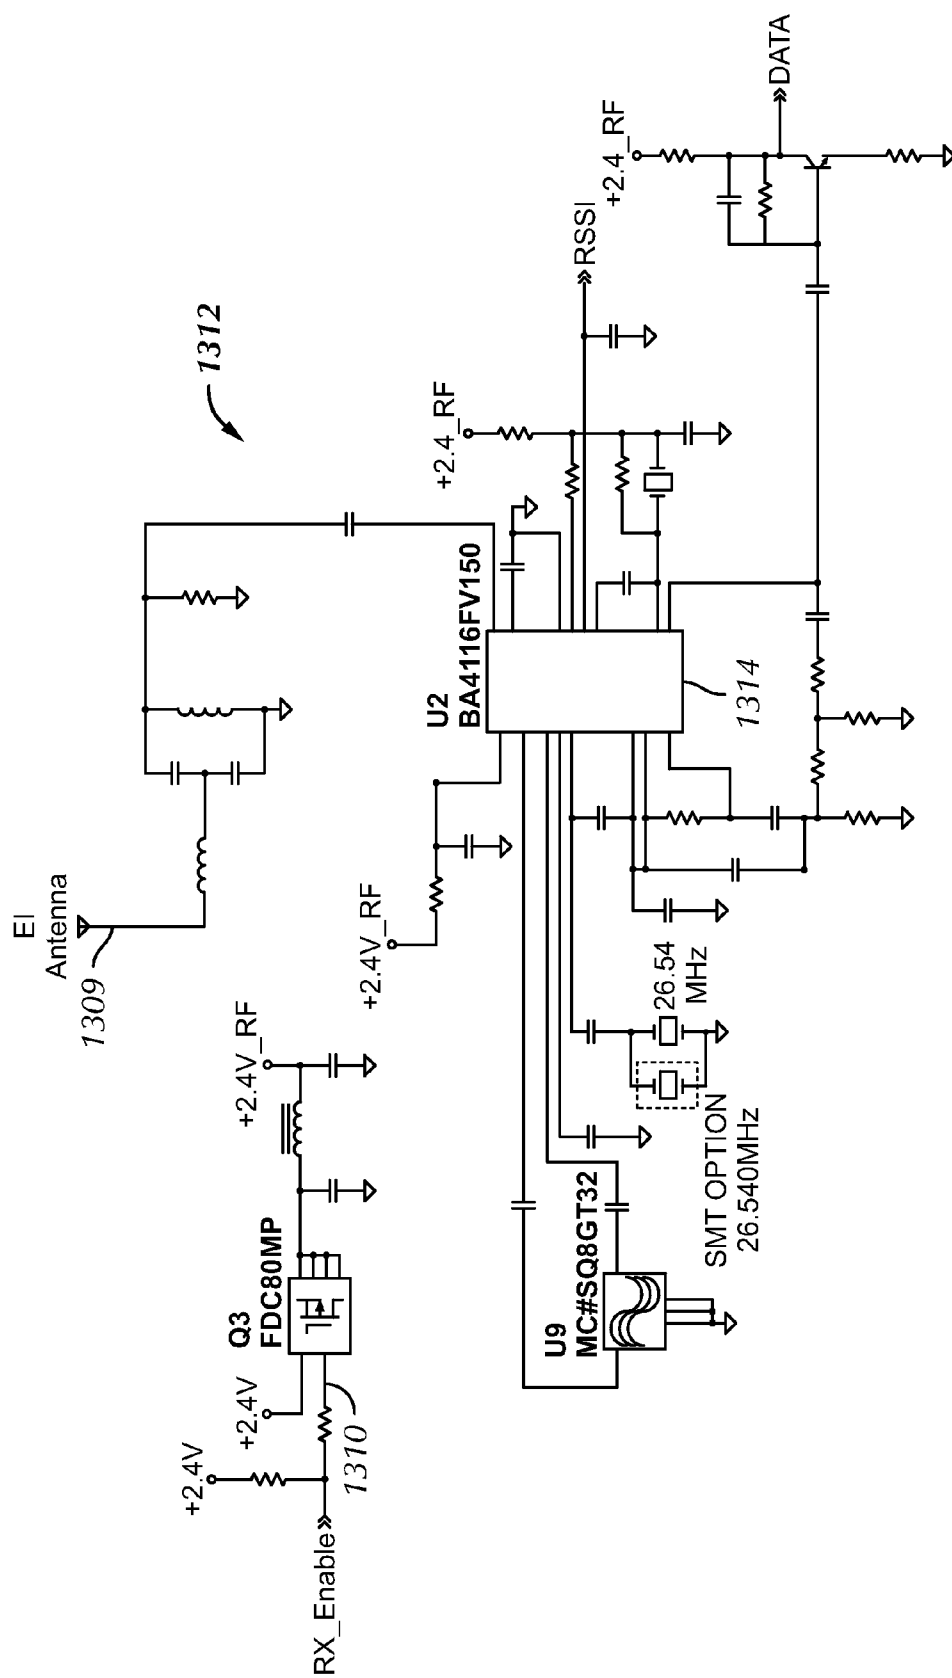 RX_Enable
+2.4V
+2.4V
1310
Q3
FDC80MP
+2.4V_RF
EI
Antenna
1309
1312
+2.4V_RF
U2
BA4116FV150
1314
U9
MC#SQ8GT32
SMT OPTION
26.540MHz
26.54
MHz
+2.4_RF
RSSI
+2.4_RF
DATA